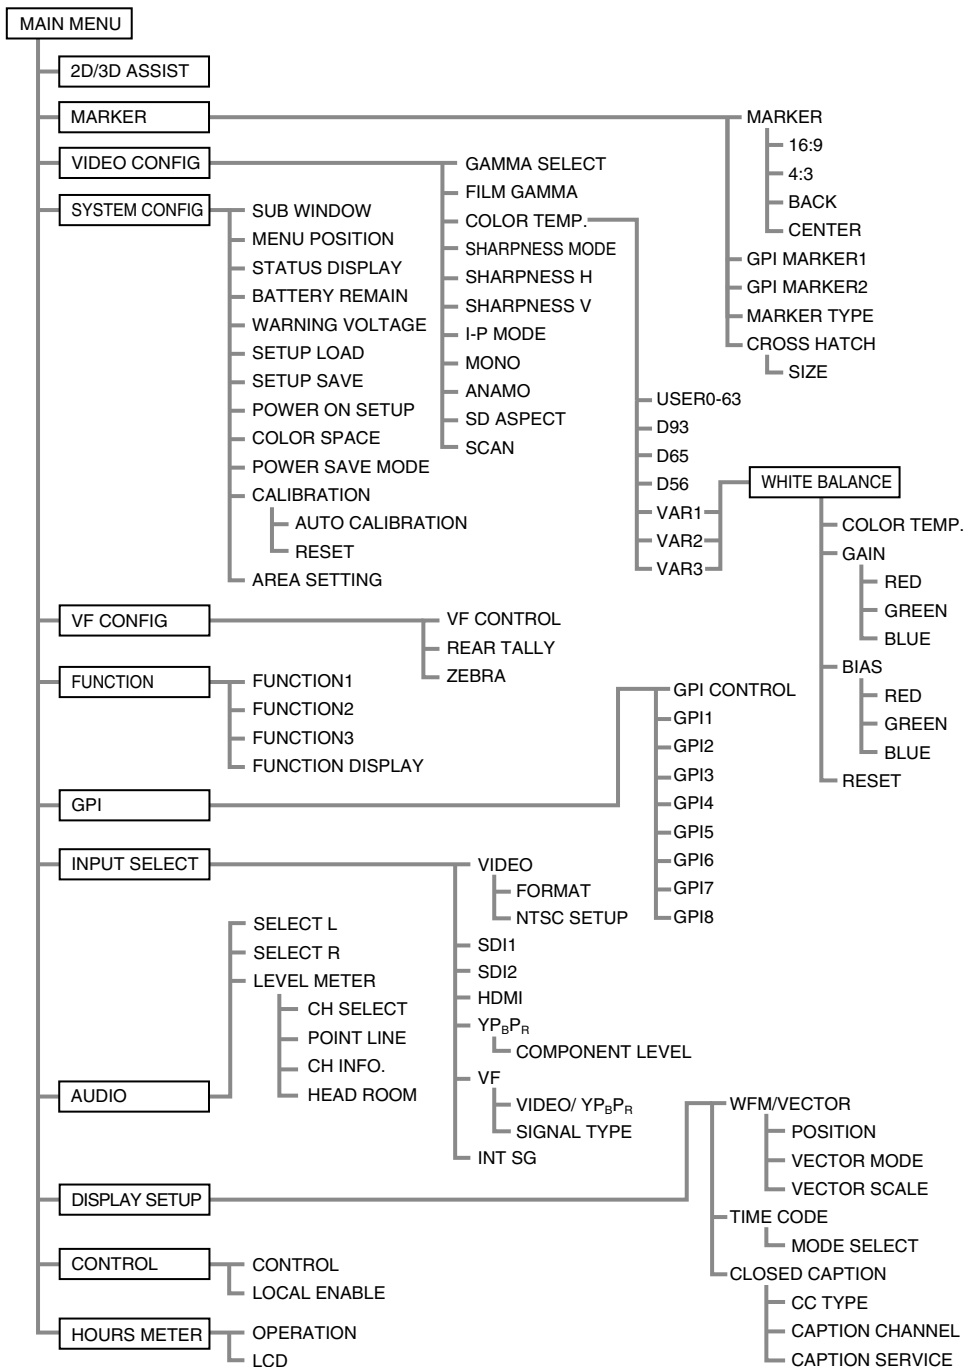 MAIN MENU
2D/3D ASSIST
MARKER
MARKER
16:9
4:3
BACK
CENTER
GPI MARKER1
GPI MARKER2
MARKER TYPE
CROSS HATCH
SIZE
VIDEO CONFIG
GAMMA SELECT
FILM GAMMA
COLOR TEMP.
USER0-63
D93
D65
D56
VAR1
VAR2
VAR3
WHITE BALANCE
COLOR TEMP.
GAIN
RED
GREEN
BLUE
BIAS
RED
GREEN
BLUE
RESET
SHARPNESS MODE
SHARPNESS H
SHARPNESS V
I-P MODE
MONO
ANAMO
SD ASPECT
SCAN
SYSTEM CONFIG
SUB WINDOW
MENU POSITION
STATUS DISPLAY
BATTERY REMAIN
WARNING VOLTAGE
SETUP LOAD
SETUP SAVE
POWER ON SETUP
COLOR SPACE
POWER SAVE MODE
CALIBRATION
AUTO CALIBRATION
RESET
AREA SETTING
VF CONFIG
VF CONTROL
REAR TALLY
ZEBRA
FUNCTION
FUNCTION1
FUNCTION2
FUNCTION3
FUNCTION DISPLAY
GPI
GPI CONTROL
GPI1
GPI2
GPI3
GPI4
GPI5
GPI6
GPI7
GPI8
INPUT SELECT
VIDEO
FORMAT
NTSC SETUP
SDI1
SDI2
HDMI
YPBPR
COMPONENT LEVEL
VF
VIDEO/ YPBPR
SIGNAL TYPE
INT SG
AUDIO
SELECT L
SELECT R
LEVEL METER
CH SELECT
POINT LINE
CH INFO.
HEAD ROOM
DISPLAY SETUP
WFM/VECTOR
POSITION
VECTOR MODE
VECTOR SCALE
TIME CODE
MODE SELECT
CLOSED CAPTION
CC TYPE
CAPTION CHANNEL
CAPTION SERVICE
CONTROL
CONTROL
LOCAL ENABLE
HOURS METER
OPERATION
LCD